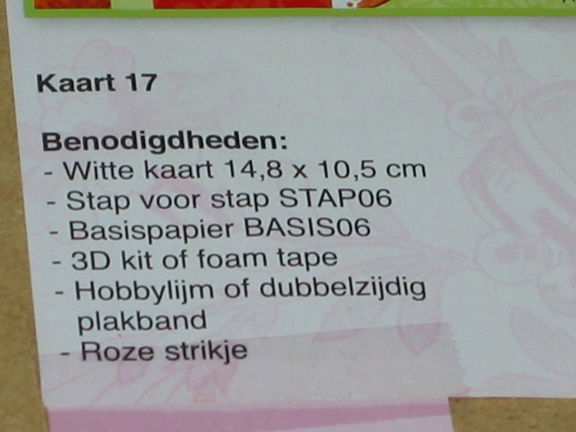 Kaart 17
Benodigdheden:
- Witte kaart 14,8 x 10,5 cm
- Stap voor stap STAP06
- Basispapier BASIS06
- 3D kit of foam tape
- Hobbylijm of dubbelzijdig
plakband
- Roze strikje